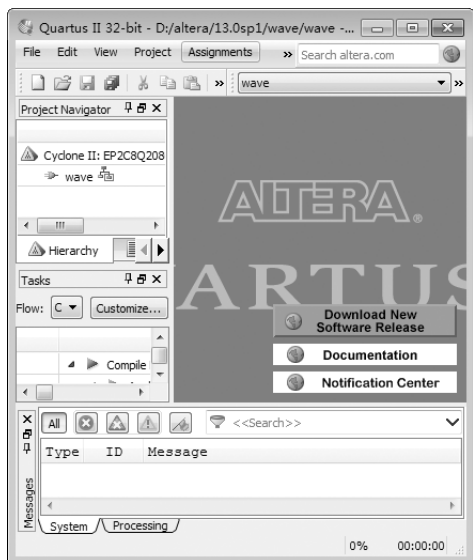 Quartus II 32-bit - D:/altera/13.0sp1/wave/wave -...
File Edit View Project Assignments » Search altera.com
» wave »
Project Navigator
Cyclone II: EP2C8Q208
wave
Hierarchy
Tasks
Flow: C Customize...
Compile
ALTERA®
ARTUS
Download New
Software Release
Documentation
Notification Center
All <<Search>>
Type ID Message
Messages
System Processing
0% 00:00:00